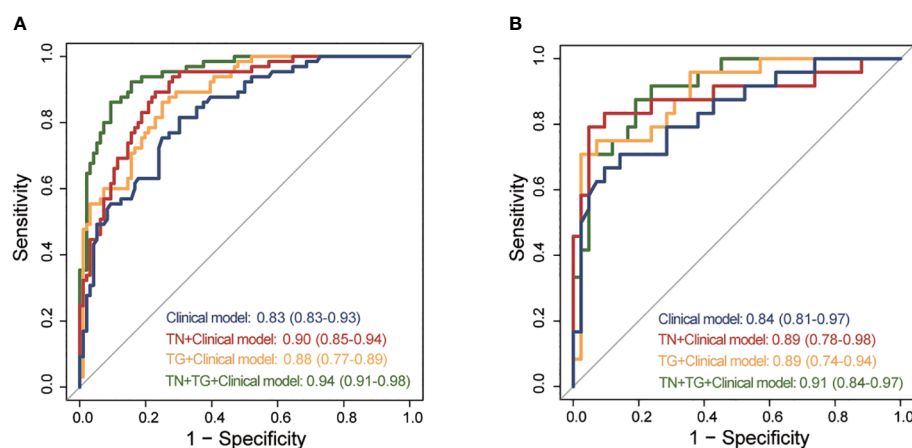 A
Sensitivity
1.0
0.8
0.6
0.4
0.2
0.0
Clinical model: 0.83 (0.83-0.93)
TN+Clinical model: 0.90 (0.85-0.94)
TG+Clinical model: 0.88 (0.77-0.89)
TN+TG+Clinical model: 0.94 (0.91-0.98)
0.0 0.2 0.4 0.6 0.8 1.0
1 − Specificity
B
Sensitivity
1.0
0.8
0.6
0.4
0.2
0.0
Clinical model: 0.84 (0.81-0.97)
TN+Clinical model: 0.89 (0.78-0.98)
TG+Clinical model: 0.89 (0.74-0.94)
TN+TG+Clinical model: 0.91 (0.84-0.97)
0.0 0.2 0.4 0.6 0.8 1.0
1 − Specificity